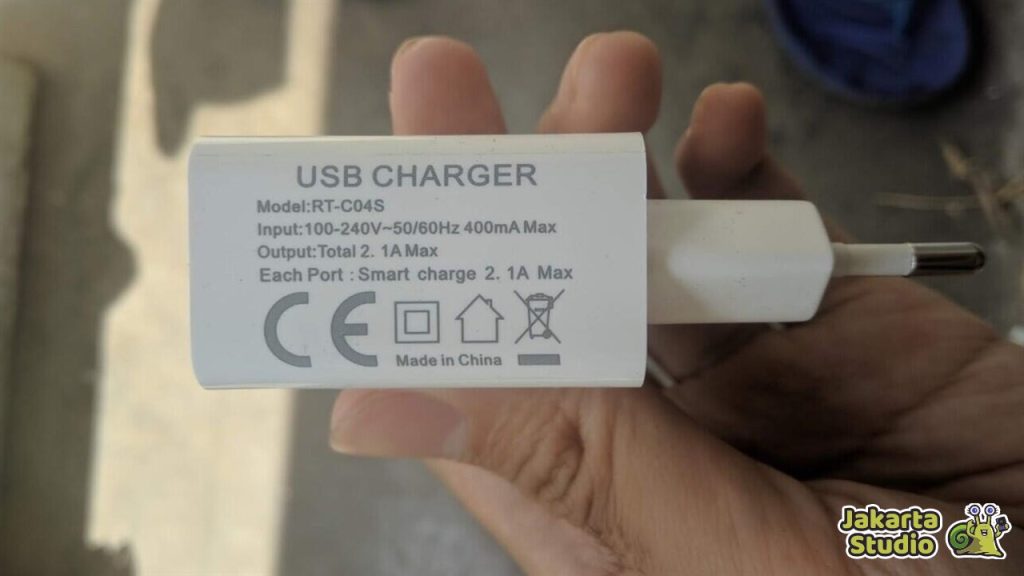 USB CHARGER
Model:RT-C04S
Input:100-240V~50/60Hz 400mA Max
Output:Total 2. 1A Max
Each Port : Smart charge 2. 1A Max
CE
Made in China
Jakarta
Studio